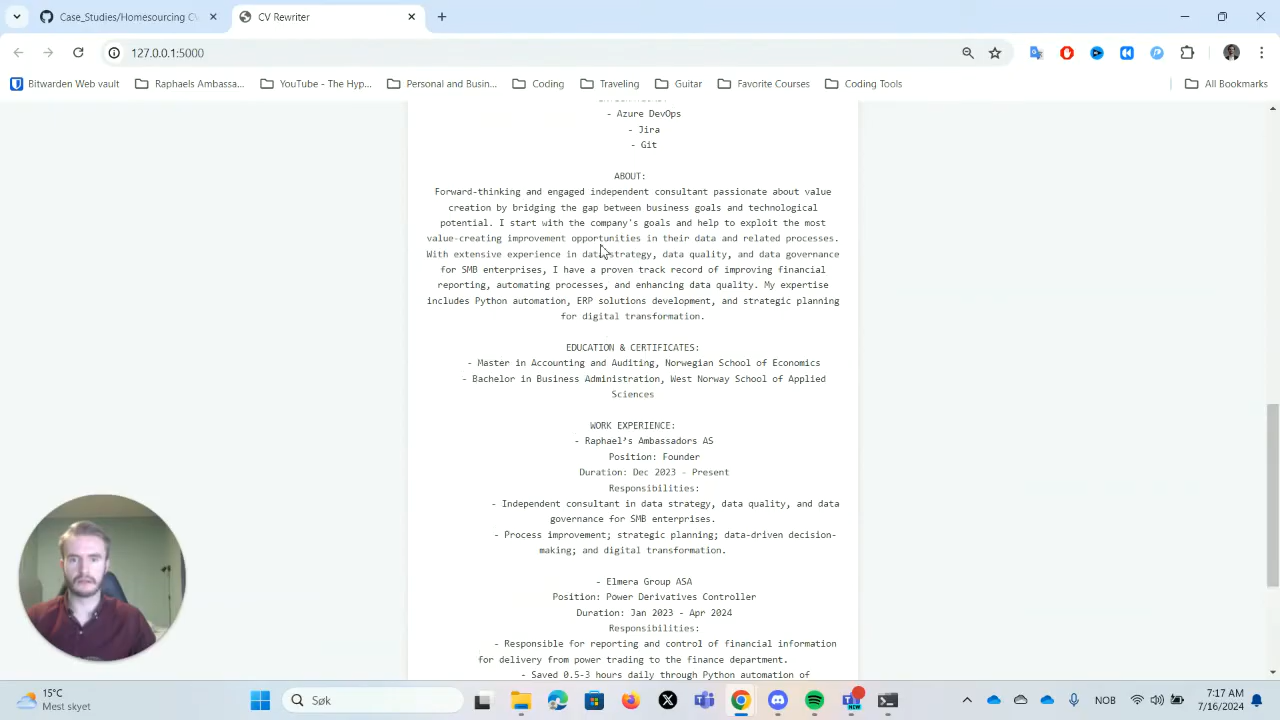 Case_Studies/Homesourcing CV
CV Rewriter
127.0.0.1:5000
Bitwarden Web vault
Raphaels Ambassa...
YouTube - The Hyp...
Personal and Busin...
Coding
Traveling
Guitar
Favorite Courses
Coding Tools
All Bookmarks
- Azure DevOps
- Jira
- Git
ABOUT:
Forward-thinking and engaged independent consultant passionate about value
creation by bridging the gap between business goals and technological
potential. I start with the company's goals and help to exploit the most
value-creating improvement opportunities in their data and related processes.
With extensive experience in data strategy, data quality, and data governance
for SMB enterprises, I have a proven track record of improving financial
reporting, automating processes, and enhancing data quality. My expertise
includes Python automation, ERP solutions development, and strategic planning
for digital transformation.
EDUCATION & CERTIFICATES:
- Master in Accounting and Auditing, Norwegian School of Economics
- Bachelor in Business Administration, West Norway School of Applied
Sciences
WORK EXPERIENCE:
- Raphael’s Ambassadors AS
Position: Founder
Duration: Dec 2023 - Present
Responsibilities:
- Independent consultant in data strategy, data quality, and data
governance for SMB enterprises.
- Process improvement; strategic planning; data-driven decision-
making; and digital transformation.
- Elmera Group ASA
Position: Power Derivatives Controller
Duration: Jan 2023 - Apr 2024
Responsibilities:
- Responsible for reporting and control of financial information
for delivery from power trading to the finance department.
- Saved 0.5-3 hours daily through Python automation of
15°C
Mest skyet
Søk
NEW
NOB
7:17 AM
7/16/2024